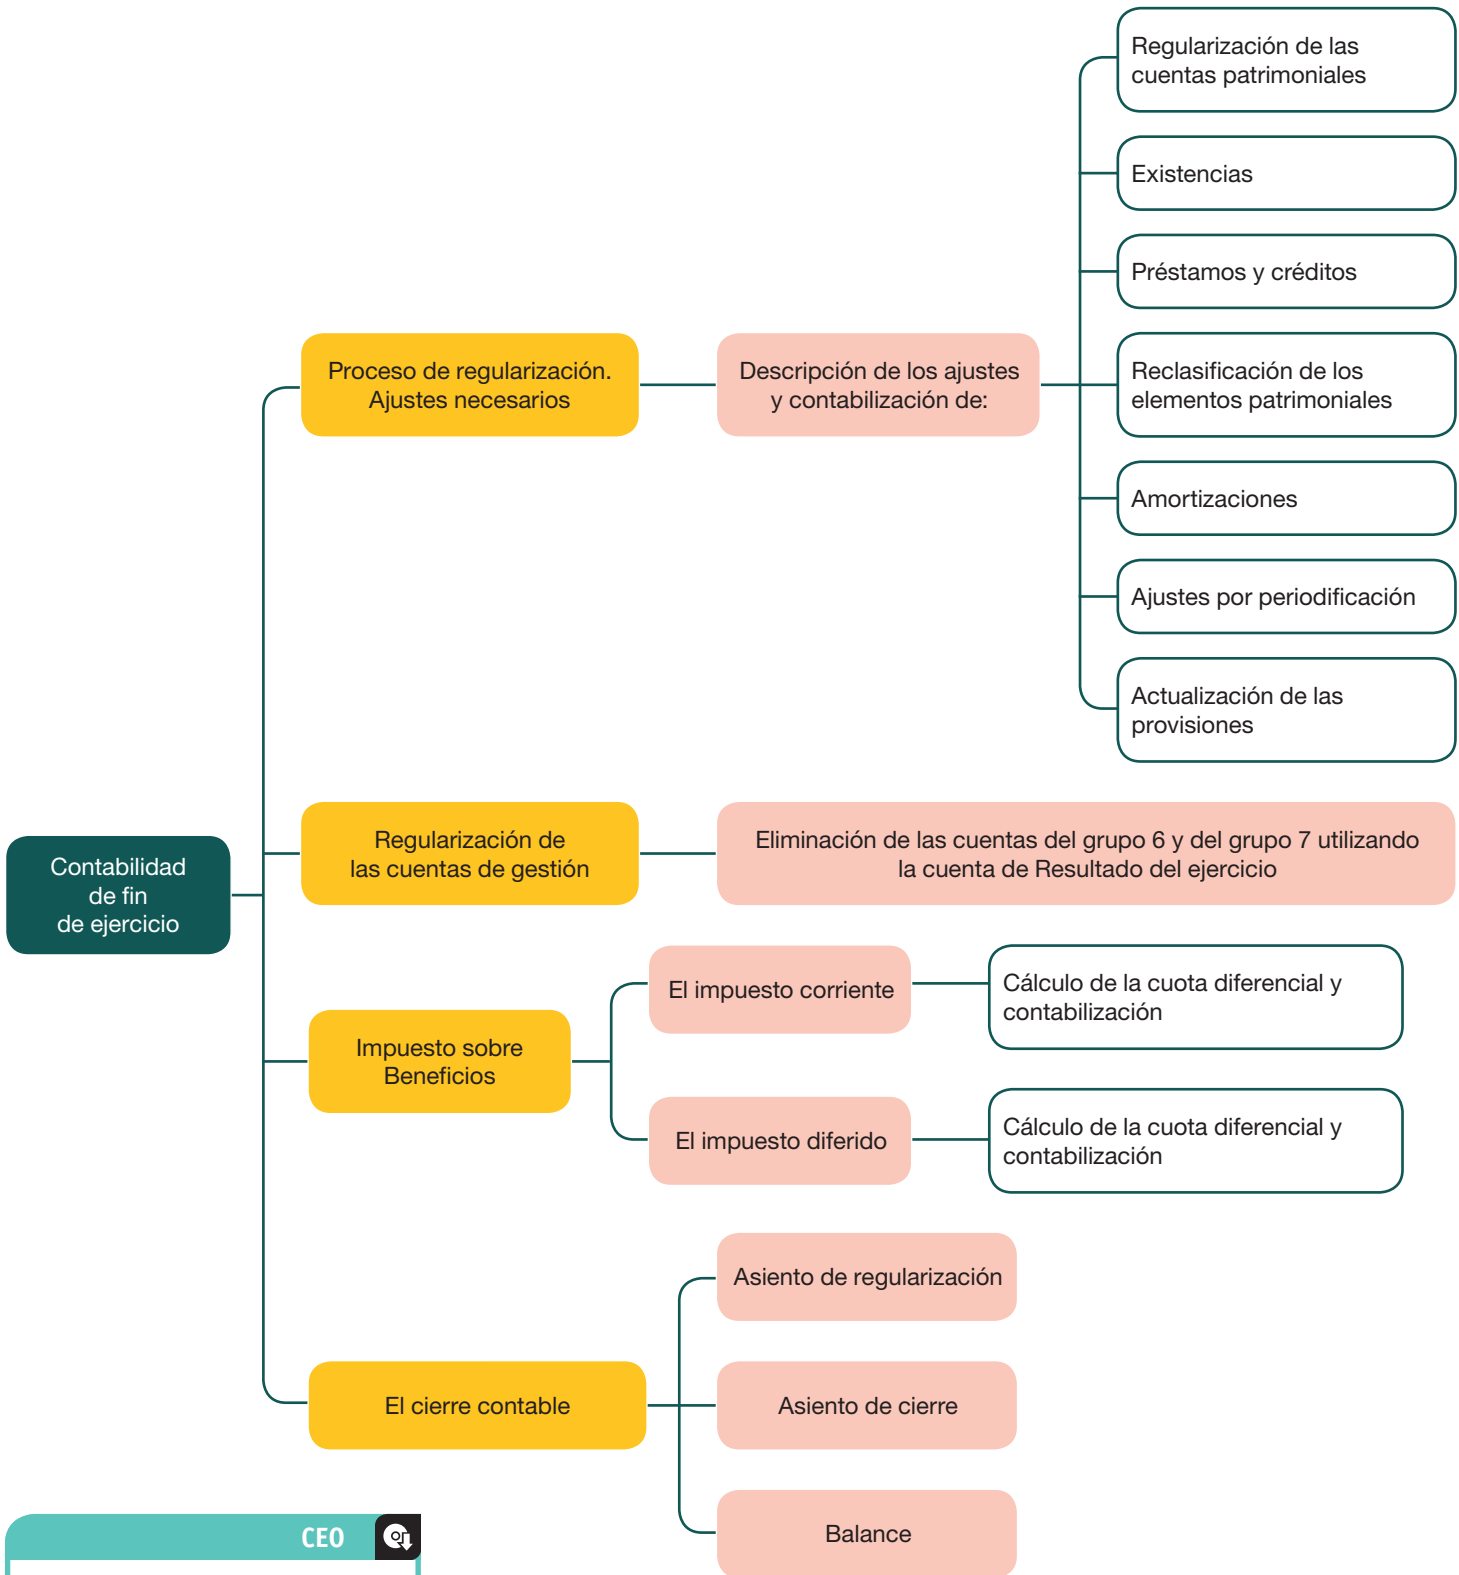 Contabilidad
de fin
de ejercicio
Proceso de regularización.
Ajustes necesarios
Descripción de los ajustes
y contabilización de:
Regularización de las
cuentas patrimoniales
Existencias
Préstamos y créditos
Reclasificación de los
elementos patrimoniales
Amortizaciones
Ajustes por periodificación
Actualización de las
provisiones
Regularización de
las cuentas de gestión
Eliminación de las cuentas del grupo 6 y del grupo 7 utilizando
la cuenta de Resultado del ejercicio
Impuesto sobre
Beneficios
El impuesto corriente
Cálculo de la cuota diferencial y
contabilización
El impuesto diferido
Cálculo de la cuota diferencial y
contabilización
El cierre contable
Asiento de regularización
Asiento de cierre
Balance
CEO